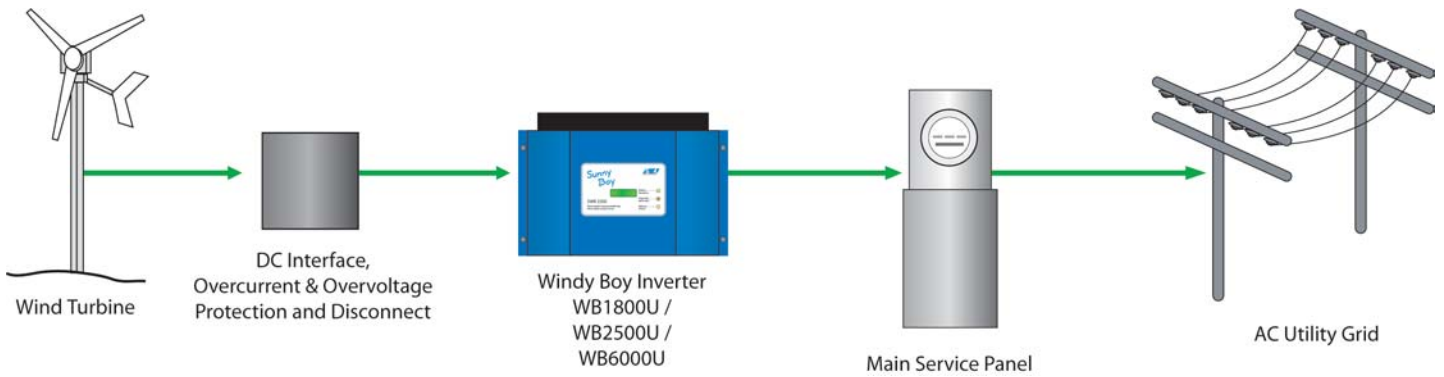 Wind Turbine
DC Interface,
Overcurrent & Overvoltage
Protection and Disconnect
Sunny
Boy
Windy Boy Inverter
WB1800U /
WB2500U /
WB6000U
Main Service Panel
AC Utility Grid